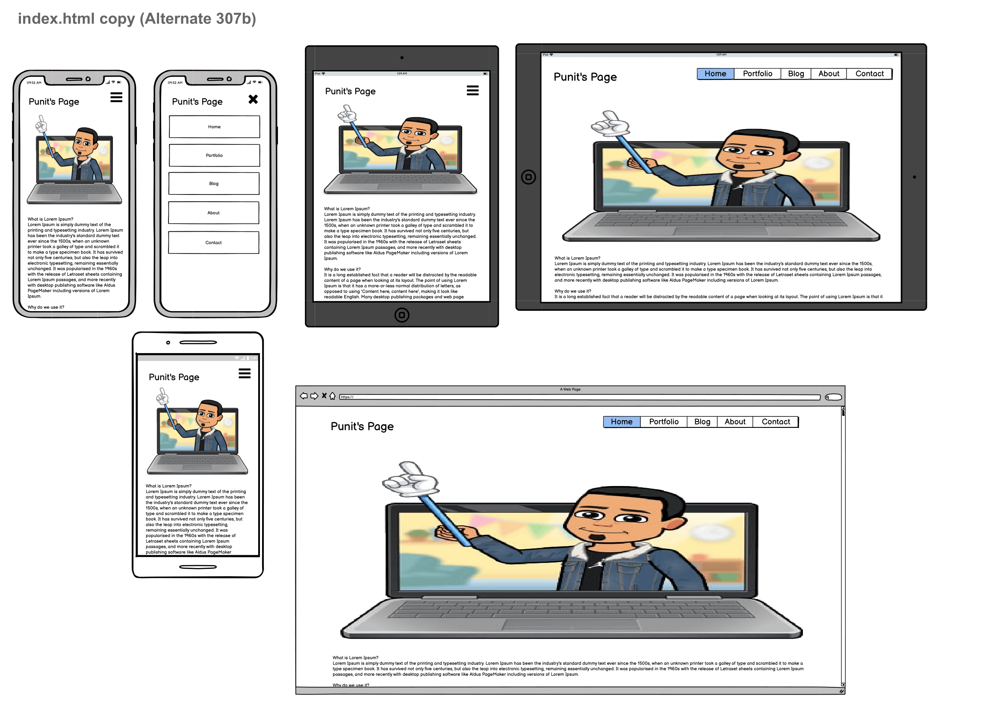 index.html copy (Alternate 307b)
09:52 AM
Punit's Page
What is Lorem Ipsum?
Lorem Ipsum is simply dummy text of the
printing and typesetting industry. Lorem Ipsum
has been the industry's standard dummy text
ever since the 1500s, when an unknown
printer took a galley of type and scrambled it
to make a type specimen book. It has survived
not only five centuries, but also the leap into
electronic typesetting, remaining essentially
unchanged. It was popularised in the 1960s
with the release of Letraset sheets containing
Lorem Ipsum passages, and more recently
with desktop publishing software like Aldus
PageMaker including versions of Lorem
Ipsum.
Why do we use it?
09:52 AM
Punit's Page
Home
Portfolio
Blog
About
Contact
iPad
1:09 AM
Punit's Page
What is Lorem Ipsum?
Lorem Ipsum is simply dummy text of the printing and typesetting industry.
Lorem Ipsum has been the industry's standard dummy text ever since the
1500s, when an unknown printer took a galley of type and scrambled it to
make a type specimen book. It has survived not only five centuries, but
also the leap into electronic typesetting, remaining essentially unchanged.
It was popularised in the 1960s with the release of Letraset sheets
containing Lorem Ipsum passages, and more recently with desktop
publishing software like Aldus PageMaker including versions of Lorem
Ipsum.
Why do we use it?
It is a long established fact that a reader will be distracted by the readable
content of a page when looking at its layout. The point of using Lorem
Ipsum is that it has a more-or-less normal distribution of letters, as
opposed to using 'Content here, content here', making it look like
readable English. Many desktop publishing packages and web page
iPad
1:09 AM
Punit's Page
Home Portfolio Blog About Contact
What is Lorem Ipsum?
Lorem Ipsum is simply dummy text of the printing and typesetting industry. Lorem Ipsum has been the industry's standard dummy text ever since the 1500s,
when an unknown printer took a galley of type and scrambled it to make a type specimen book. It has survived not only five centuries, but also the leap into
electronic typesetting, remaining essentially unchanged. It was popularised in the 1960s with the release of Letraset sheets containing Lorem Ipsum passages,
and more recently with desktop publishing software like Aldus PageMaker including versions of Lorem Ipsum.
Why do we use it?
It is a long established fact that a reader will be distracted by the readable content of a page when looking at its layout. The point of using Lorem Ipsum is that it
1:09
Punit's Page
What is Lorem Ipsum?
Lorem Ipsum is simply dummy text of the printing
and typesetting industry. Lorem Ipsum has been
the industry's standard dummy text ever since the
1500s, when an unknown printer took a galley of
type and scrambled it to make a type specimen
book. It has survived not only five centuries, but
also the leap into electronic typesetting,
remaining essentially unchanged. It was
popularised in the 1960s with the release of
Letraset sheets containing Lorem Ipsum
passages, and more recently with desktop
publishing software like Aldus PageMaker
A Web Page
https://
Punit's Page
Home Portfolio Blog About Contact
What is Lorem Ipsum?
Lorem Ipsum is simply dummy text of the printing and typesetting industry. Lorem Ipsum has been the industry's standard dummy text ever since the 1500s, when an unknown printer took a galley of type and scrambled it to make a
type specimen book. It has survived not only five centuries, but also the leap into electronic typesetting, remaining essentially unchanged. It was popularised in the 1960s with the release of Letraset sheets containing Lorem Ipsum
passages, and more recently with desktop publishing software like Aldus PageMaker including versions of Lorem Ipsum.
Why do we use it?